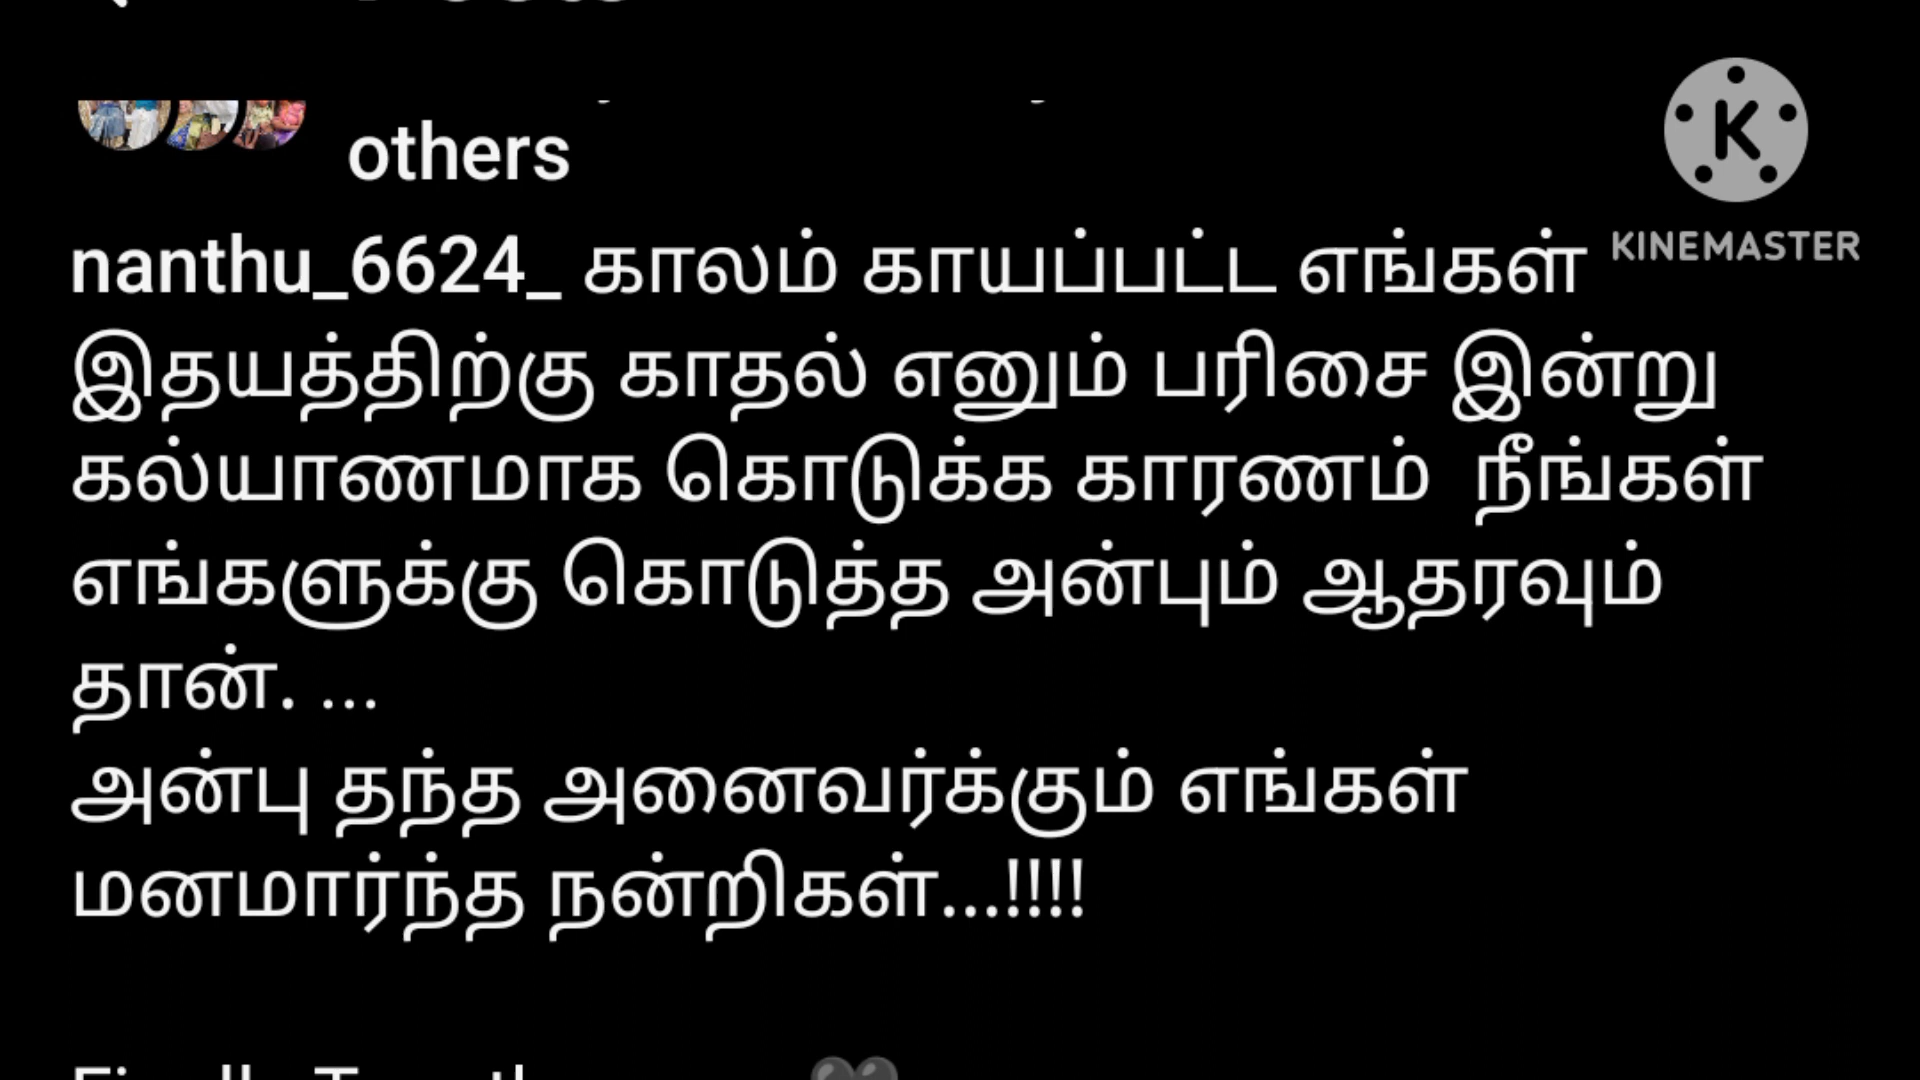 others
KINEMASTER
nanthu_6624_ காலம் காயப்பட்ட எங்கள்
இதயத்திற்கு காதல் எனும் பரிசை இன்று
கல்யாணமாக கொடுக்க காரணம்  நீங்கள்
எங்களுக்கு கொடுத்த அன்பும் ஆதரவும்
தான். ...
அன்பு தந்த அனைவர்க்கும் எங்கள்
மனமார்ந்த நன்றிகள்...!!!!